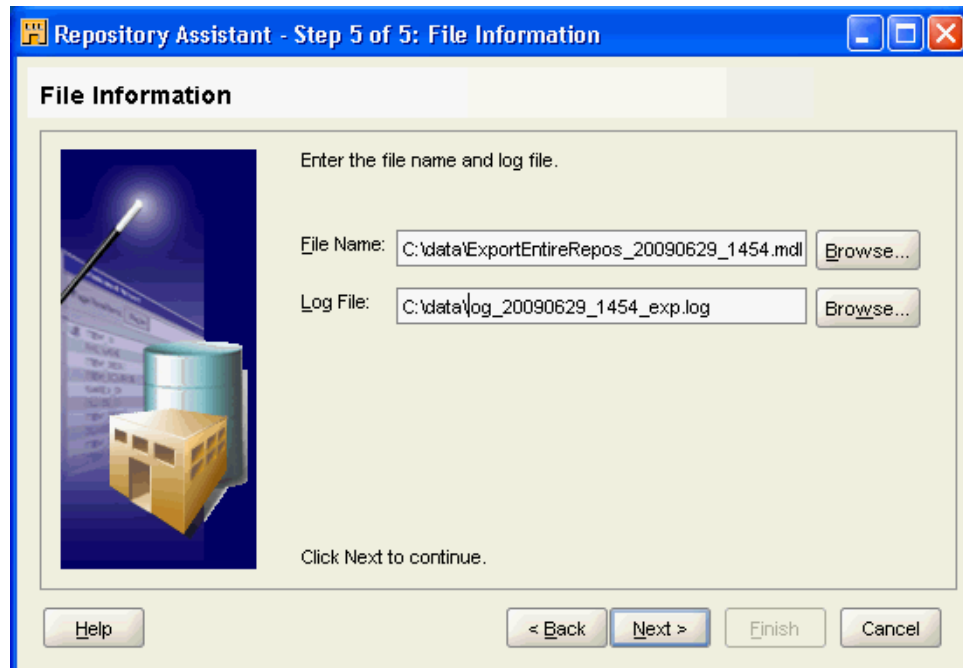 Repository Assistant - Step 5 of 5: File Information
File Information
Enter the file name and log file.
File Name: C:\data\ExportEntireRepos_20090629_1454.mdl Browse...
Log File: C:\data\log_20090629_1454_exp.log Browse...
Click Next to continue.
Help < Back Next > Finish Cancel